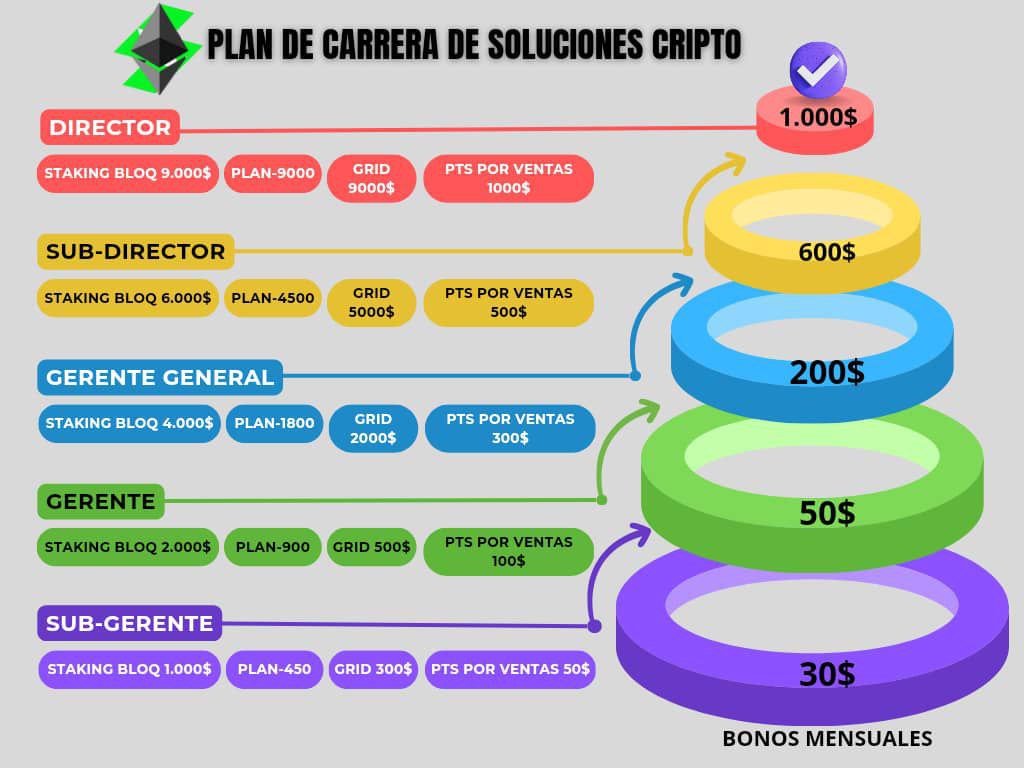 PLAN DE CARRERA DE SOLUCIONES CRIPTO
1.000$
DIRECTOR
STAKING BLOQ 9.000$
PLAN-9000
GRID
9000$
PTS POR VENTAS
1000$
SUB-DIRECTOR
600$
STAKING BLOQ 6.000$
PLAN-4500
GRID
5000$
PTS POR VENTAS
500$
GERENTE GENERAL
200$
STAKING BLOQ 4.000$
PLAN-1800
GRID
2000$
PTS POR VENTAS
300$
GERENTE
50$
STAKING BLOQ 2.000$
PLAN-900
GRID 500$
PTS POR VENTAS
100$
SUB-GERENTE
STAKING BLOQ 1.000$
PLAN-450
GRID 300$
PTS POR VENTAS 50$
30$
BONOS MENSUALES